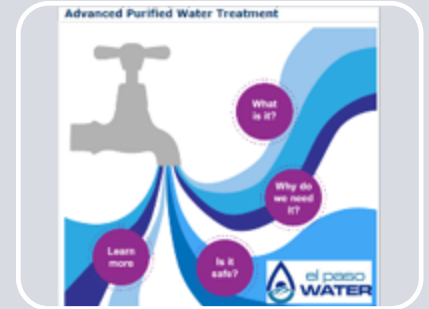 Advanced Purified Water Treatment
What
is it?
Why do
we need
it?
Learn
more
Is it
safe?
el paso
WATER